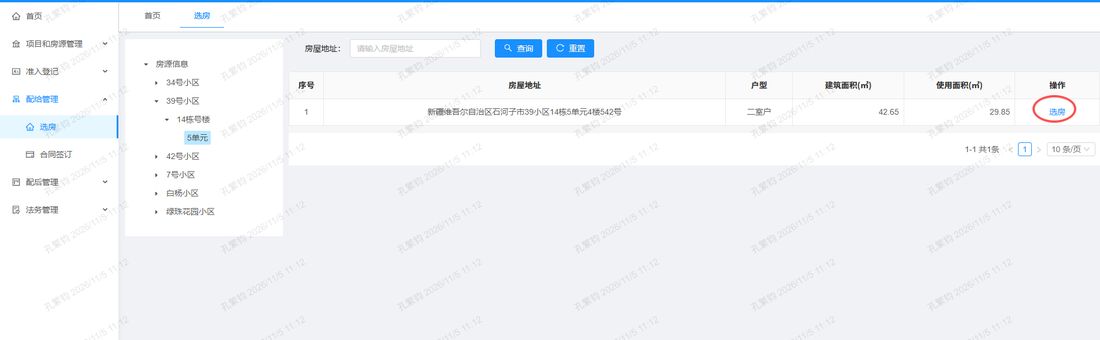 首页
项目和房源管理
准入登记
配给管理
选房
合同签订
配后管理
法务管理
首页 选房
房源信息
34号小区
39号小区
14栋号楼
5单元
42号小区
7号小区
白杨小区
绿珠花园小区
房屋地址： 请输入房屋地址 查询 重置
序号 房屋地址 户型 建筑面积(㎡) 使用面积(㎡) 操作
1 新疆维吾尔自治区石河子市39小区14栋5单元4楼542号 二室户 42.65 29.85 选房
1-1 共1条 < 1 > 10 条/页
孔繁钧 2026/11/5 11:12